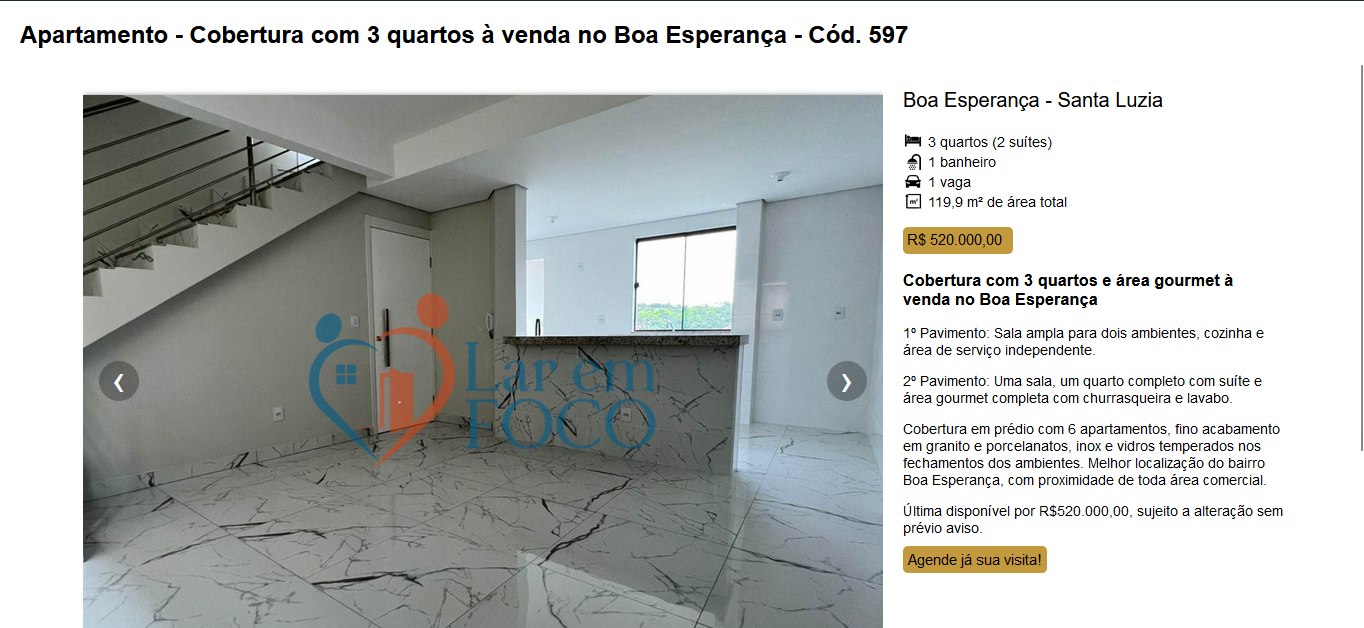 Apartamento - Cobertura com 3 quartos à venda no Boa Esperança - Cód. 597
Boa Esperança - Santa Luzia
3 quartos (2 suítes)
1 banheiro
1 vaga
m²
119,9 m² de área total
R$ 520.000,00
Cobertura com 3 quartos e área gourmet à
venda no Boa Esperança
1º Pavimento: Sala ampla para dois ambientes, cozinha e
área de serviço independente.
2º Pavimento: Uma sala, um quarto completo com suíte e
área gourmet completa com churrasqueira e lavabo.
Cobertura em prédio com 6 apartamentos, fino acabamento
em granito e porcelanatos, inox e vidros temperados nos
fechamentos dos ambientes. Melhor localização do bairro
Boa Esperança, com proximidade de toda área comercial.
Última disponível por R$520.000,00, sujeito a alteração sem
prévio aviso.
Agende já sua visita!
Lar em
FOCO